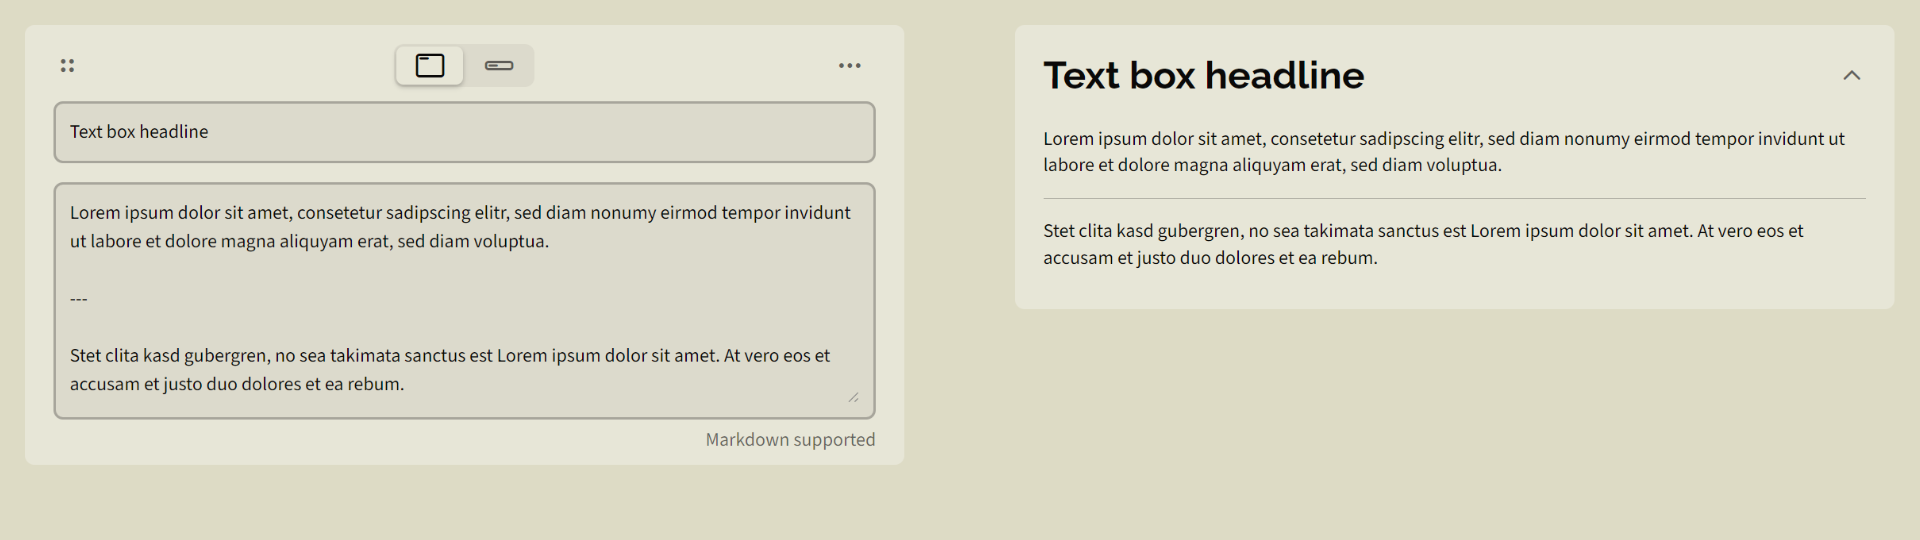 Text box headline
Lorem ipsum dolor sit amet, consetetur sadipscing elitr, sed diam nonumy eirmod tempor invidunt
ut labore et dolore magna aliquyam erat, sed diam voluptua.
---
Stet clita kasd gubergren, no sea takimata sanctus est Lorem ipsum dolor sit amet. At vero eos et
accusam et justo duo dolores et ea rebum.
Markdown supported
Text box headline
Lorem ipsum dolor sit amet, consetetur sadipscing elitr, sed diam nonumy eirmod tempor invidunt ut
labore et dolore magna aliquyam erat, sed diam voluptua.
Stet clita kasd gubergren, no sea takimata sanctus est Lorem ipsum dolor sit amet. At vero eos et
accusam et justo duo dolores et ea rebum.